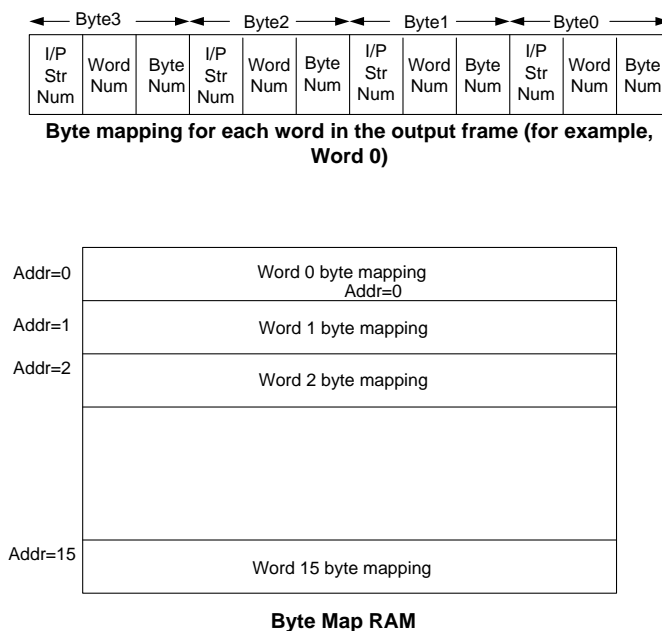 Byte3 Byte2 Byte1 Byte0
I/P Str Num Word Num Byte Num I/P Str Num Word Num Byte Num I/P Str Num Word Num Byte Num I/P Str Num Word Num Byte Num
Byte mapping for each word in the output frame (for example,
Word 0)
Addr=0 Word 0 byte mapping
Addr=0
Addr=1 Word 1 byte mapping
Addr=2 Word 2 byte mapping
Addr=15 Word 15 byte mapping
Byte Map RAM